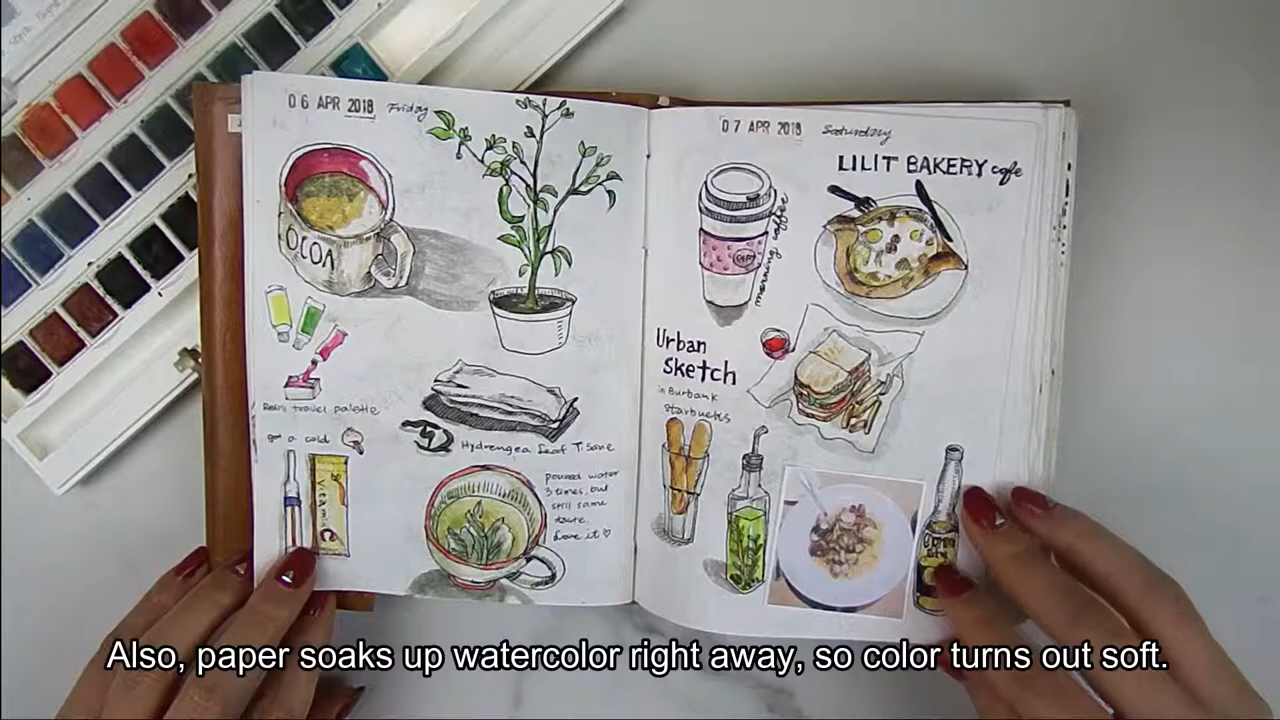 06 APR 2018 Friday
OCOA
travel palette
got a cold
vitamin C
Hydrangea Leaf Tisane
poured water
3 times, but
still same
taste.
Love it ♡
07 APR 2018 Saturday
LILIT BAKERY cafe
morning coffee
Urban
Sketch
in Burbank
Starbucks
Also, paper soaks up watercolor right away, so color turns out soft.